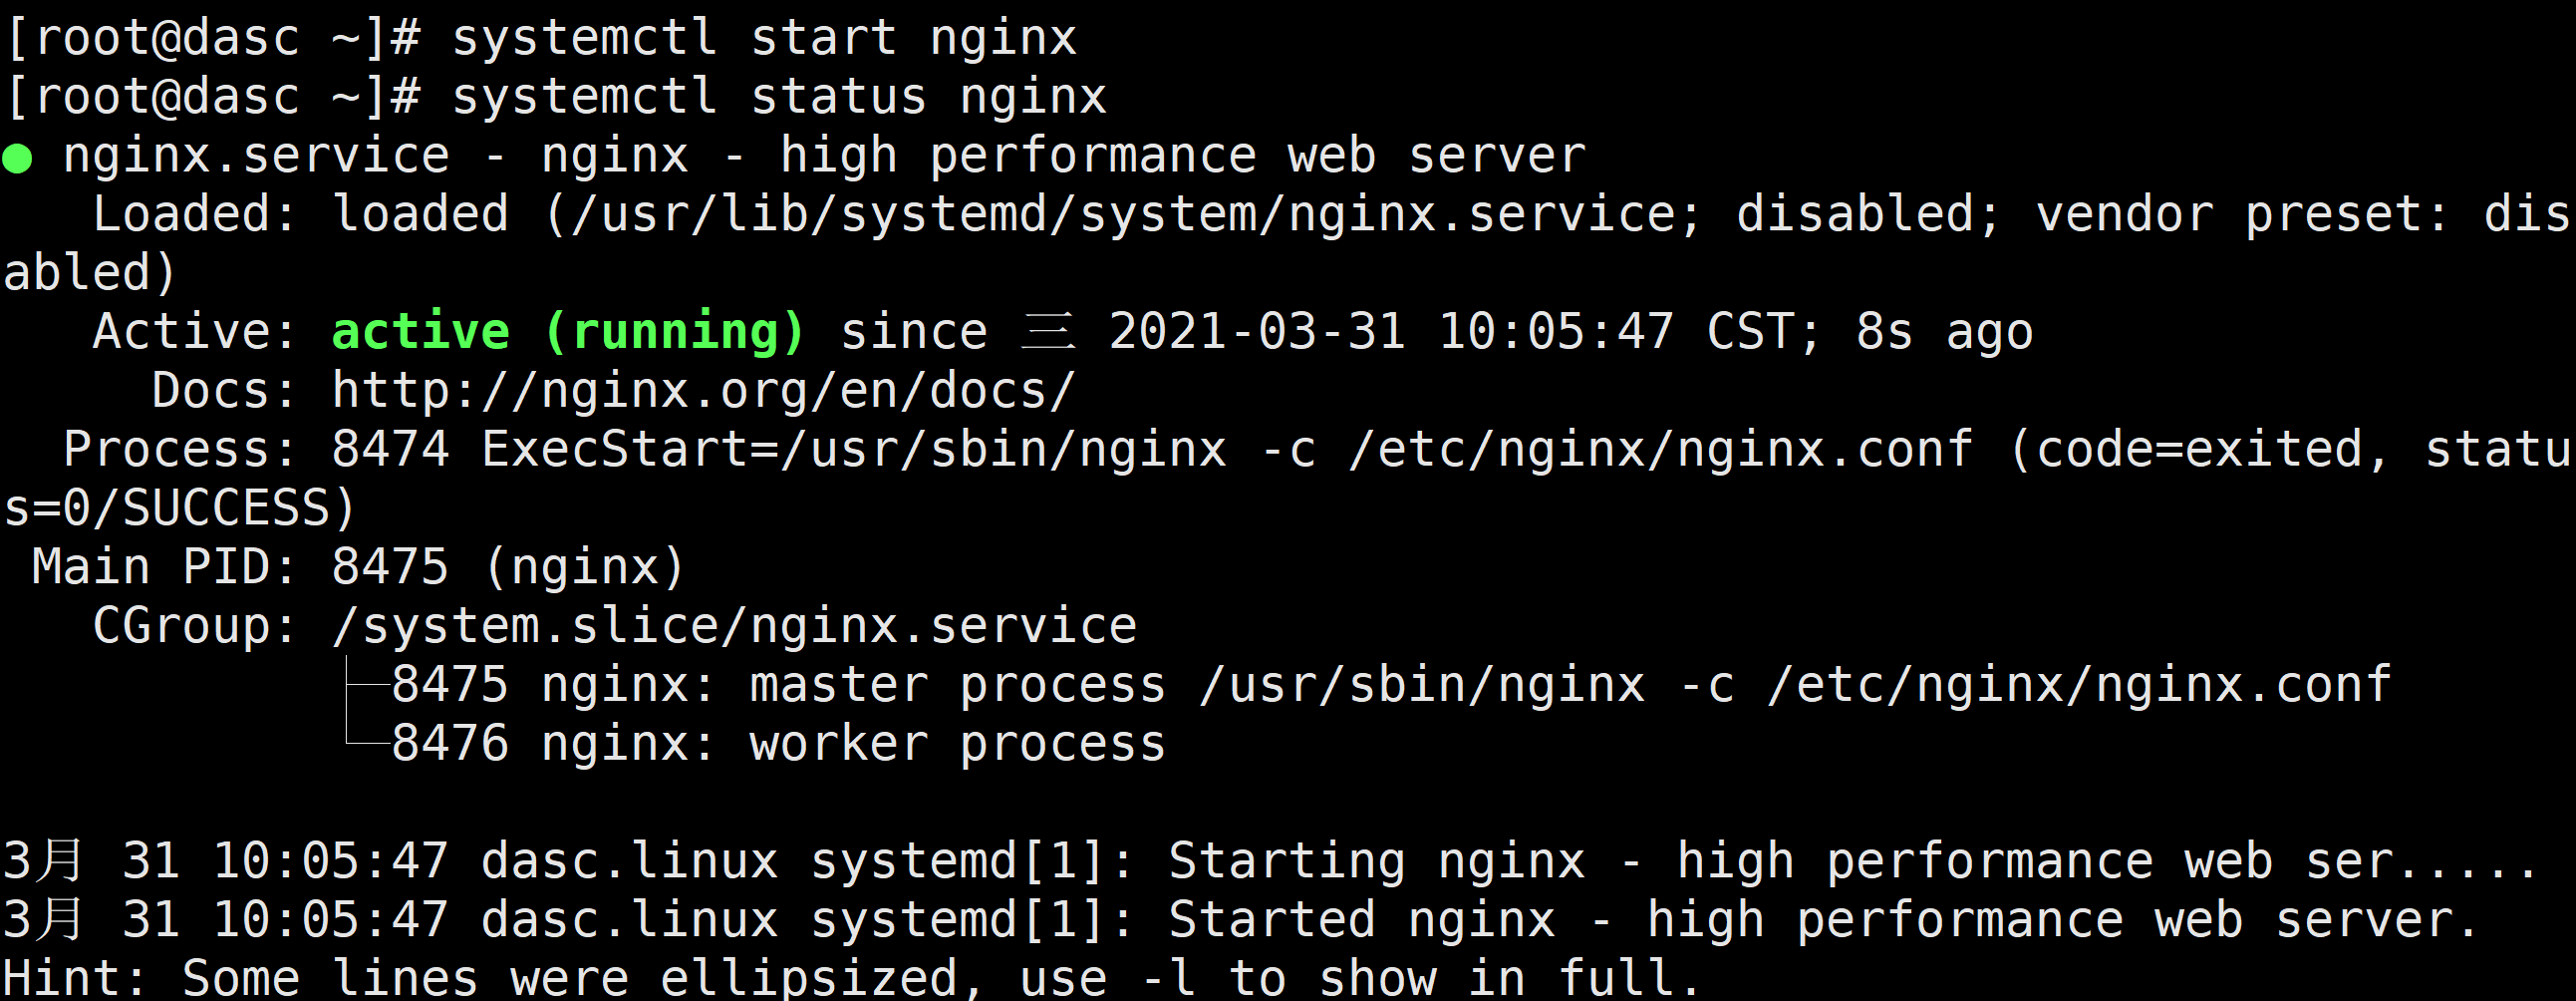 [root@dasc ~]# systemctl start nginx
[root@dasc ~]# systemctl status nginx
● nginx.service - nginx - high performance web server
   Loaded: loaded (/usr/lib/systemd/system/nginx.service; disabled; vendor preset: dis
abled)
   Active: active (running) since 三 2021-03-31 10:05:47 CST; 8s ago
     Docs: http://nginx.org/en/docs/
  Process: 8474 ExecStart=/usr/sbin/nginx -c /etc/nginx/nginx.conf (code=exited, statu
s=0/SUCCESS)
 Main PID: 8475 (nginx)
   CGroup: /system.slice/nginx.service
           ├─8475 nginx: master process /usr/sbin/nginx -c /etc/nginx/nginx.conf
           └─8476 nginx: worker process

3月 31 10:05:47 dasc.linux systemd[1]: Starting nginx - high performance web ser.....
3月 31 10:05:47 dasc.linux systemd[1]: Started nginx - high performance web server.
Hint: Some lines were ellipsized, use -l to show in full.